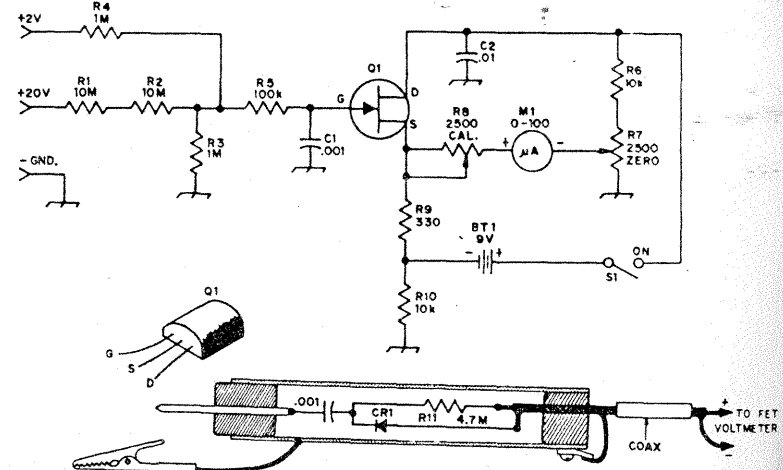 +2V
R4
1M
+20V
R1
10M
R2
10M
R5
100k
R3
1M
- GND.
C1
.001
Q1
G
D
S
C2
.01
R8
2500
CAL.
M1
0-100
+
μA
-
R6
10k
R7
2500
ZERO
R9
330
BT1
9V
- +
ON
S1
R10
10k
Q1
G
S
D
.001
CR1
R11
4.7M
COAX
+
TO FET
VOLTMETER
-